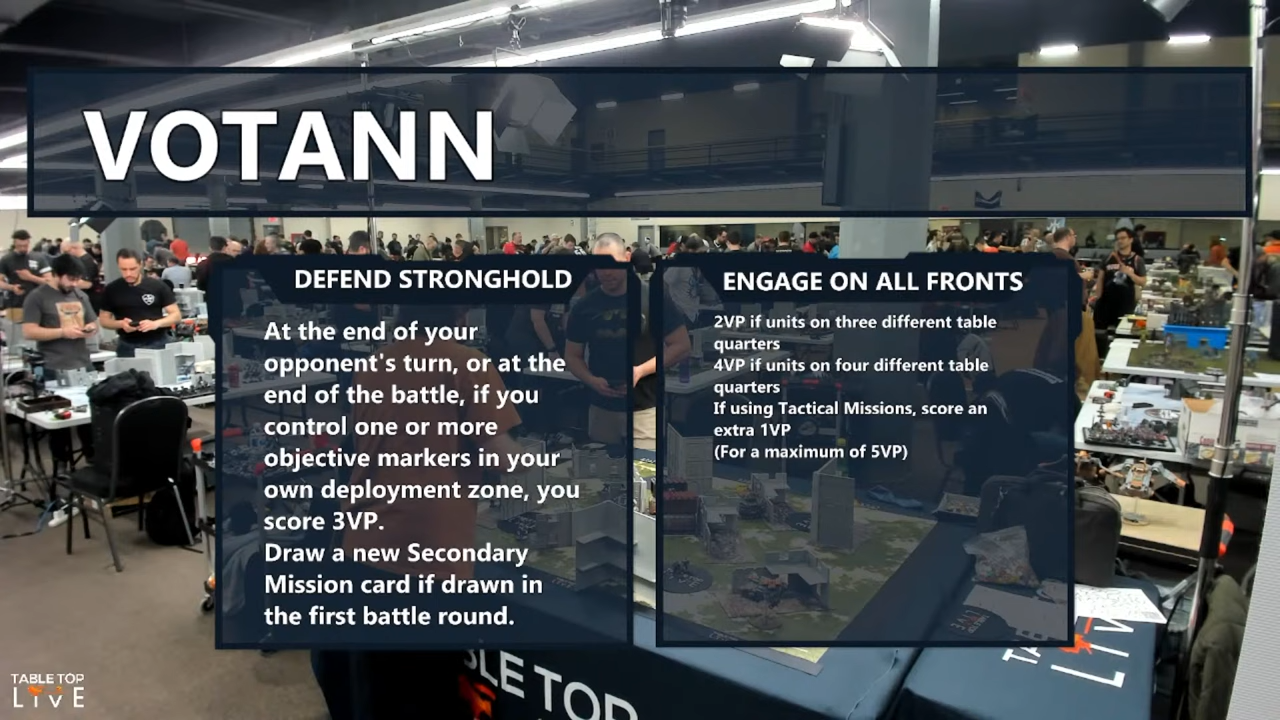 VOTANN
DEFEND STRONGHOLD
At the end of your
opponent's turn, or at the
end of the battle, if you
control one or more
objective markers in your
own deployment zone, you
score 3VP.
Draw a new Secondary
Mission card if drawn in
the first battle round.
ENGAGE ON ALL FRONTS
2VP if units on three different table
quarters
4VP if units on four different table
quarters
If using Tactical Missions, score an
extra 1VP
(For a maximum of 5VP)
TABLE TOP
LIVE
LE TOP